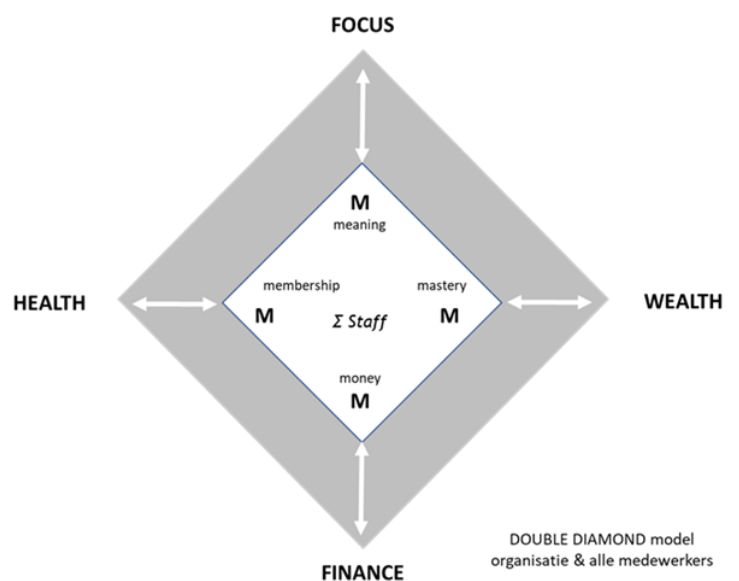 FOCUS
M
meaning
membership
mastery
HEALTH
WEALTH
M
Σ Staff
M
money
M
DOUBLE DIAMOND model
organisatie & alle medewerkers
FINANCE